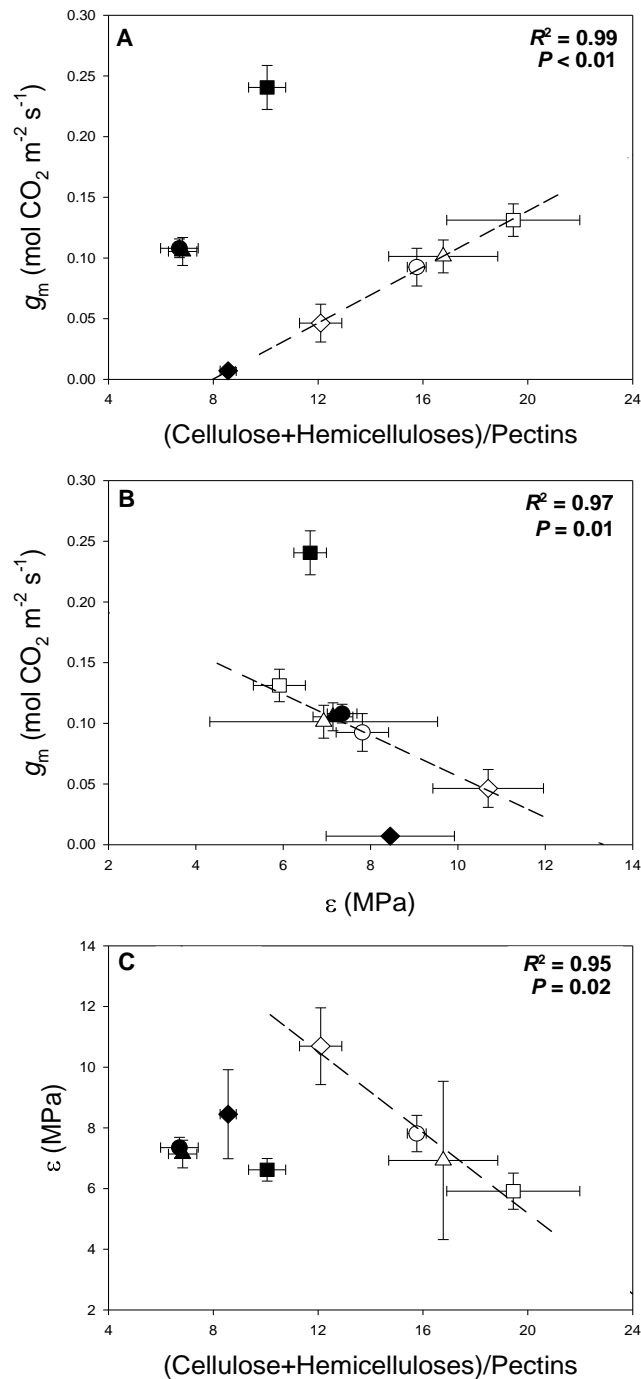 A
R² = 0.99
P < 0.01
0.30
0.25
0.20
0.15
0.10
0.05
0.00
gm (mol CO2 m-2 s-1)
4 8 12 16 20 24
(Cellulose+Hemicelluloses)/Pectins
B
R² = 0.97
P = 0.01
0.30
0.25
0.20
0.15
0.10
0.05
0.00
gm (mol CO2 m-2 s-1)
2 4 6 8 10 12 14
ε (MPa)
C
R² = 0.95
P = 0.02
14
12
10
8
6
4
2
ε (MPa)
4 8 12 16 20 24
(Cellulose+Hemicelluloses)/Pectins